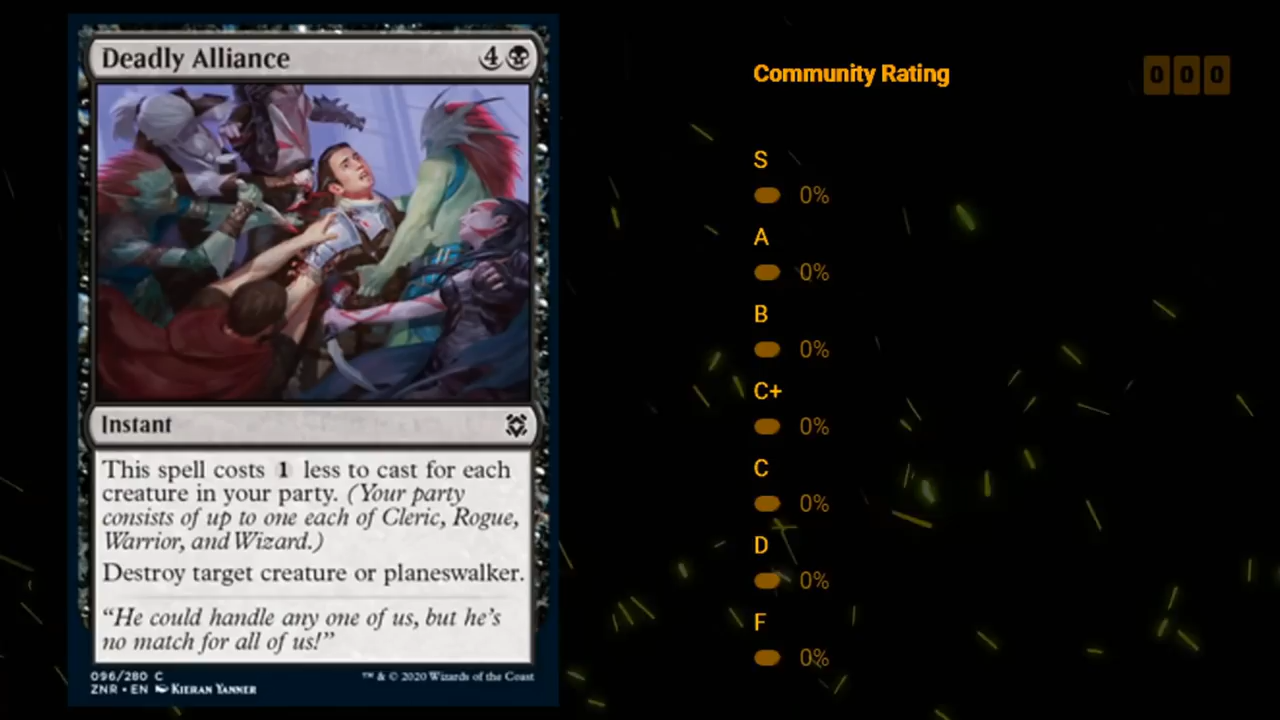 Deadly Alliance 4
Instant
This spell costs 1 less to cast for each
creature in your party. (Your party
consists of up to one each of Cleric, Rogue,
Warrior, and Wizard.)
Destroy target creature or planeswalker.
“He could handle any one of us, but he’s
no match for all of us!”
096/280 C
ZNR • EN KIERAN YANNER
™ & © 2020 Wizards of the Coast
Community Rating
0 0 0
S
0%
A
0%
B
0%
C+
0%
C
0%
D
0%
F
0%